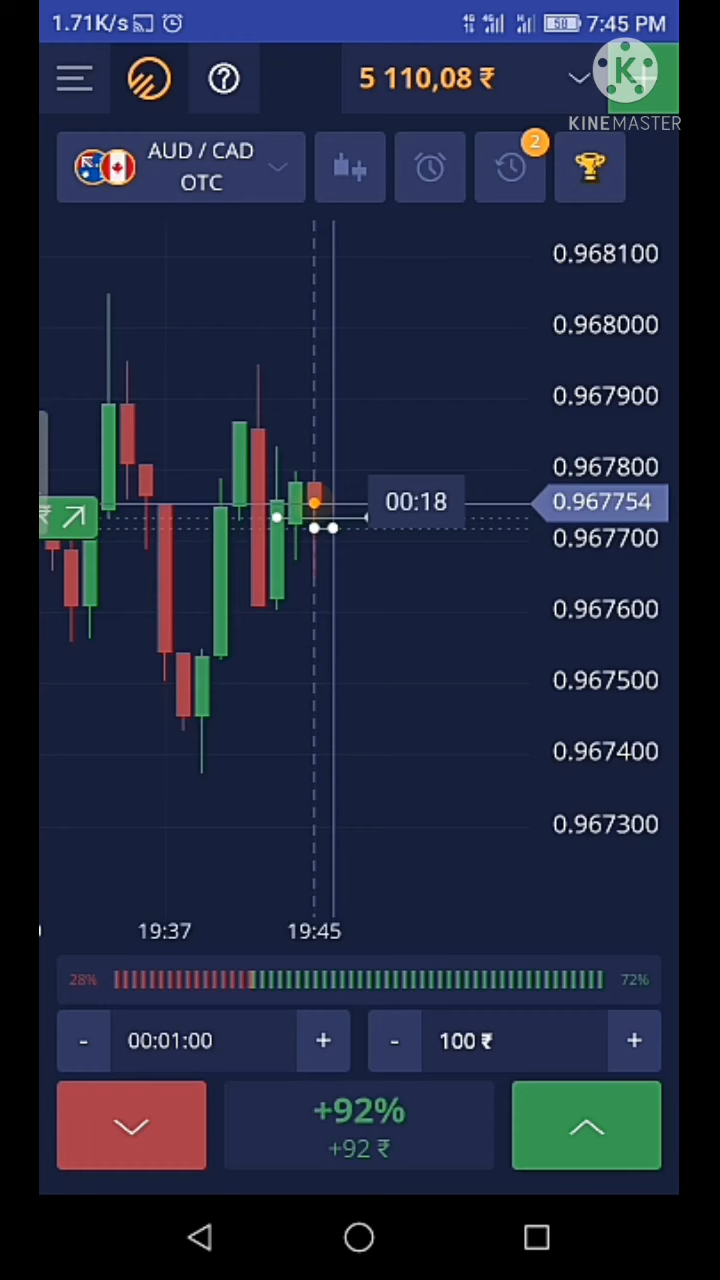 1.71K/s 7:45 PM
5 110,08 ₹
K
KINEMASTER
AUD / CAD
OTC
2
0.968100
0.968000
0.967900
0.967800
00:18
0.967754
₹
0.967700
0.967600
0.967500
0.967400
0.967300
19:37 19:45
28% 72%
- 00:01:00 + - 100 ₹ +
+92%
+92 ₹